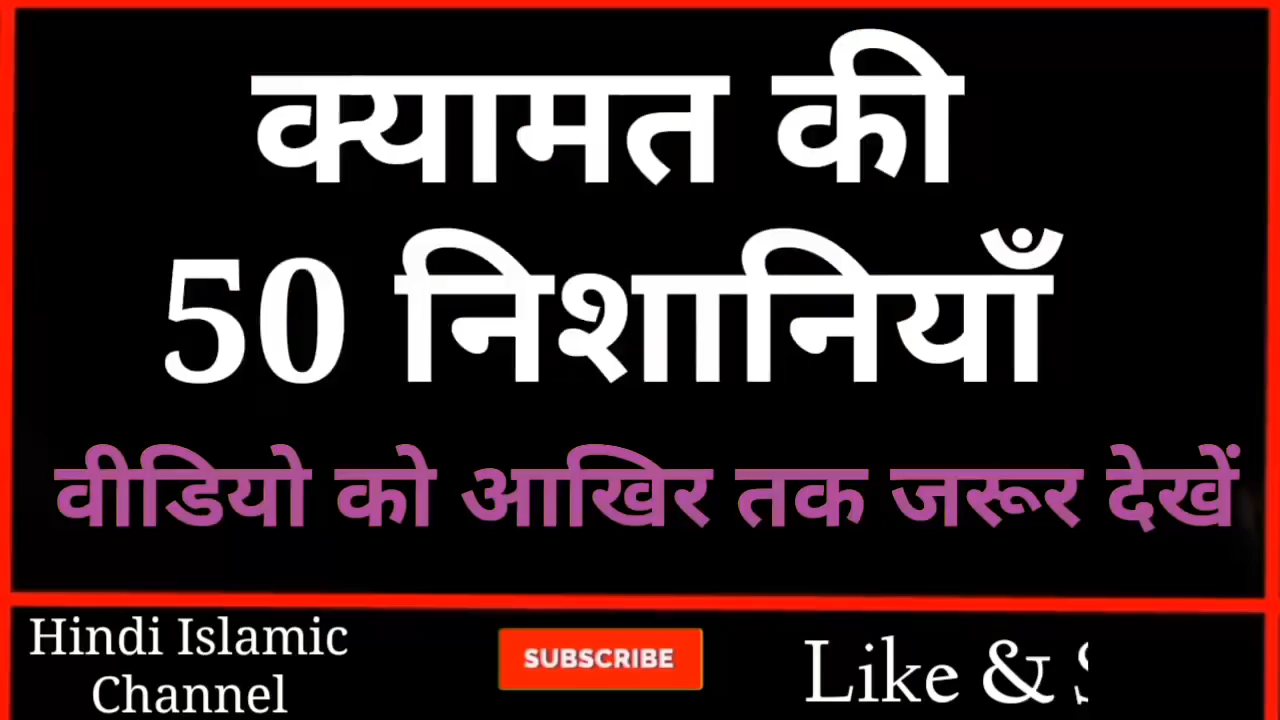 क्यामत की
50 निशानियाँ
वीडियो को आखिर तक जरूर देखें
Hindi Islamic
Channel
SUBSCRIBE
Like &